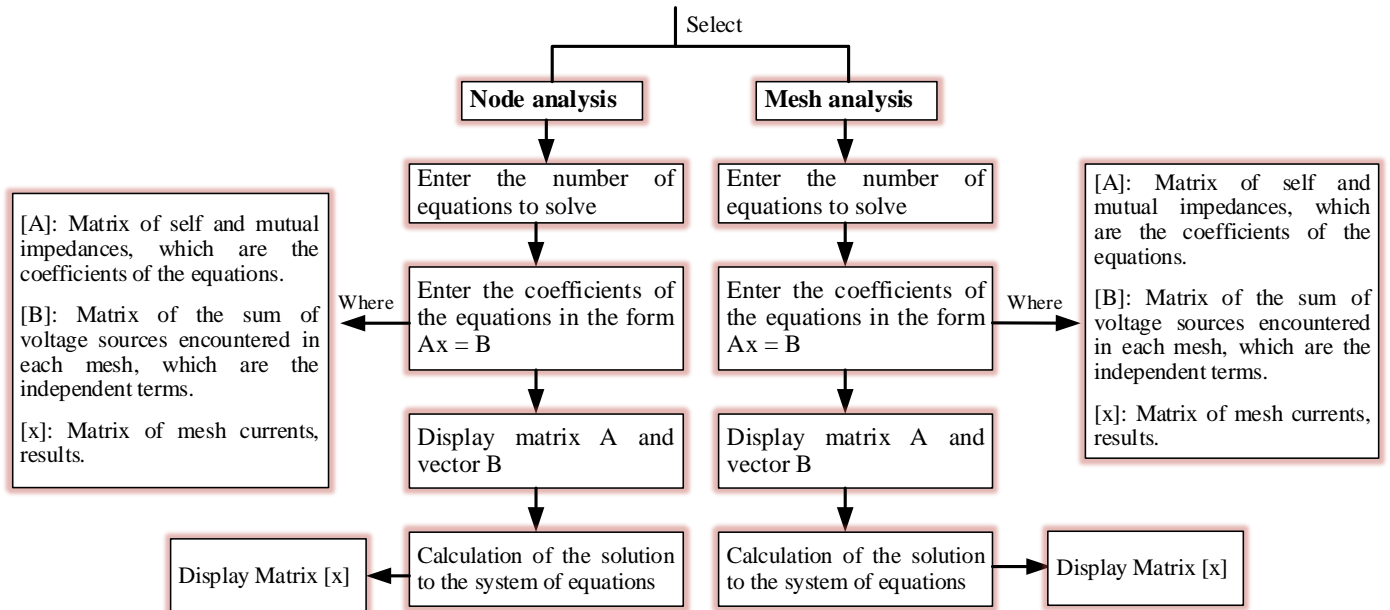 Select
Node analysis
Mesh analysis
Enter the number of
equations to solve
Enter the number of
equations to solve
[A]: Matrix of self and mutual
impedances, which are the
coefficients of the equations.
[B]: Matrix of the sum of
voltage sources encountered in
each mesh, which are the
independent terms.
[x]: Matrix of mesh currents,
results.
Where
Enter the coefficients of
the equations in the form
Ax = B
Enter the coefficients of
the equations in the form
Ax = B
Where
[A]: Matrix of self and
mutual impedances, which
are the coefficients of the
equations.
[B]: Matrix of the sum of
voltage sources encountered
in each mesh, which are the
independent terms.
[x]: Matrix of mesh currents,
results.
Display matrix A and
vector B
Display matrix A and
vector B
Display Matrix [x]
Calculation of the solution
to the system of equations
Calculation of the solution
to the system of equations
Display Matrix [x]